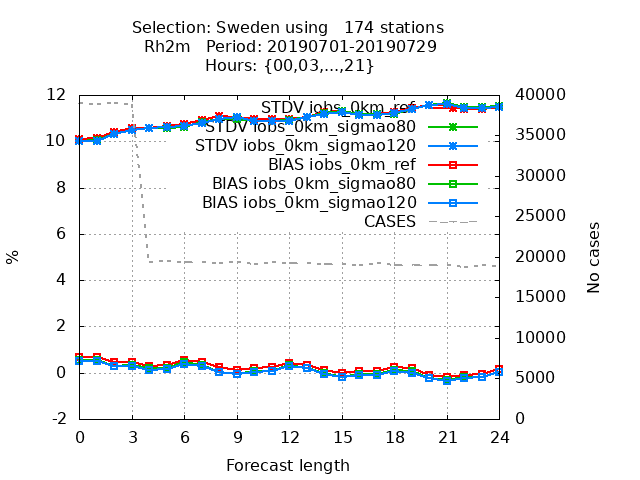 Selection: Sweden using 174 stations
Rh2m Period: 20190701-20190729
Hours: {00,03,...,21}
12 40000
STDV iobs_0km_ref
STDV iobs_0km_sigmao80 35000
10 STDV iobs_0km_sigmao120
BIAS iobs_0km_ref 30000
8 BIAS iobs_0km_sigmao80
BIAS iobs_0km_sigmao120 25000
CASES
6
% No cases
20000
4
15000
2
10000
0 5000
-2 0
0 3 6 9 12 15 18 21 24
Forecast length